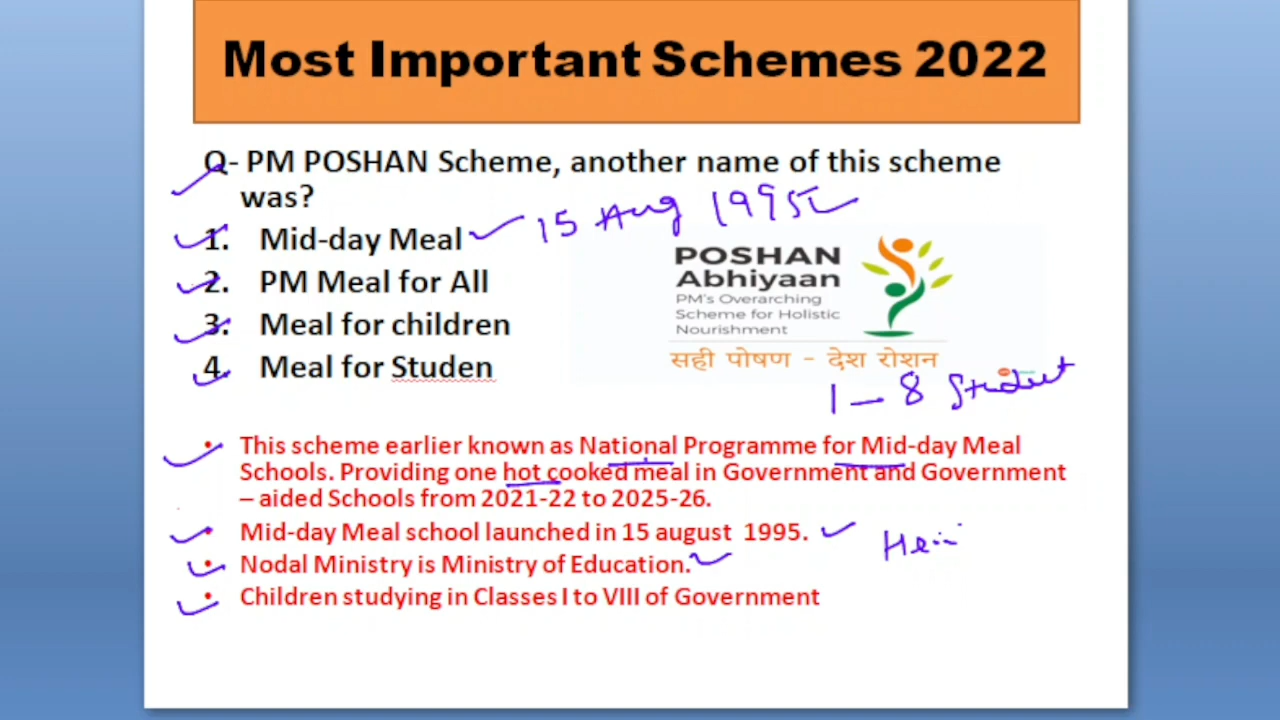 Most Important Schemes 2022
Q- PM POSHAN Scheme, another name of this scheme
was?
15 Aug 1995
1. Mid-day Meal
2. PM Meal for All
3. Meal for children
4. Meal for Studen
POSHAN
Abhiyaan
PM's Overarching
Scheme for Holistic
Nourishment
सही पोषण - देश रोशन
1 – 8 Student
• This scheme earlier known as National Programme for Mid-day Meal
Schools. Providing one hot cooked meal in Government and Government
– aided Schools from 2021-22 to 2025-26.
• Mid-day Meal school launched in 15 august 1995.
• Nodal Ministry is Ministry of Education.
• Children studying in Classes I to VIII of Government